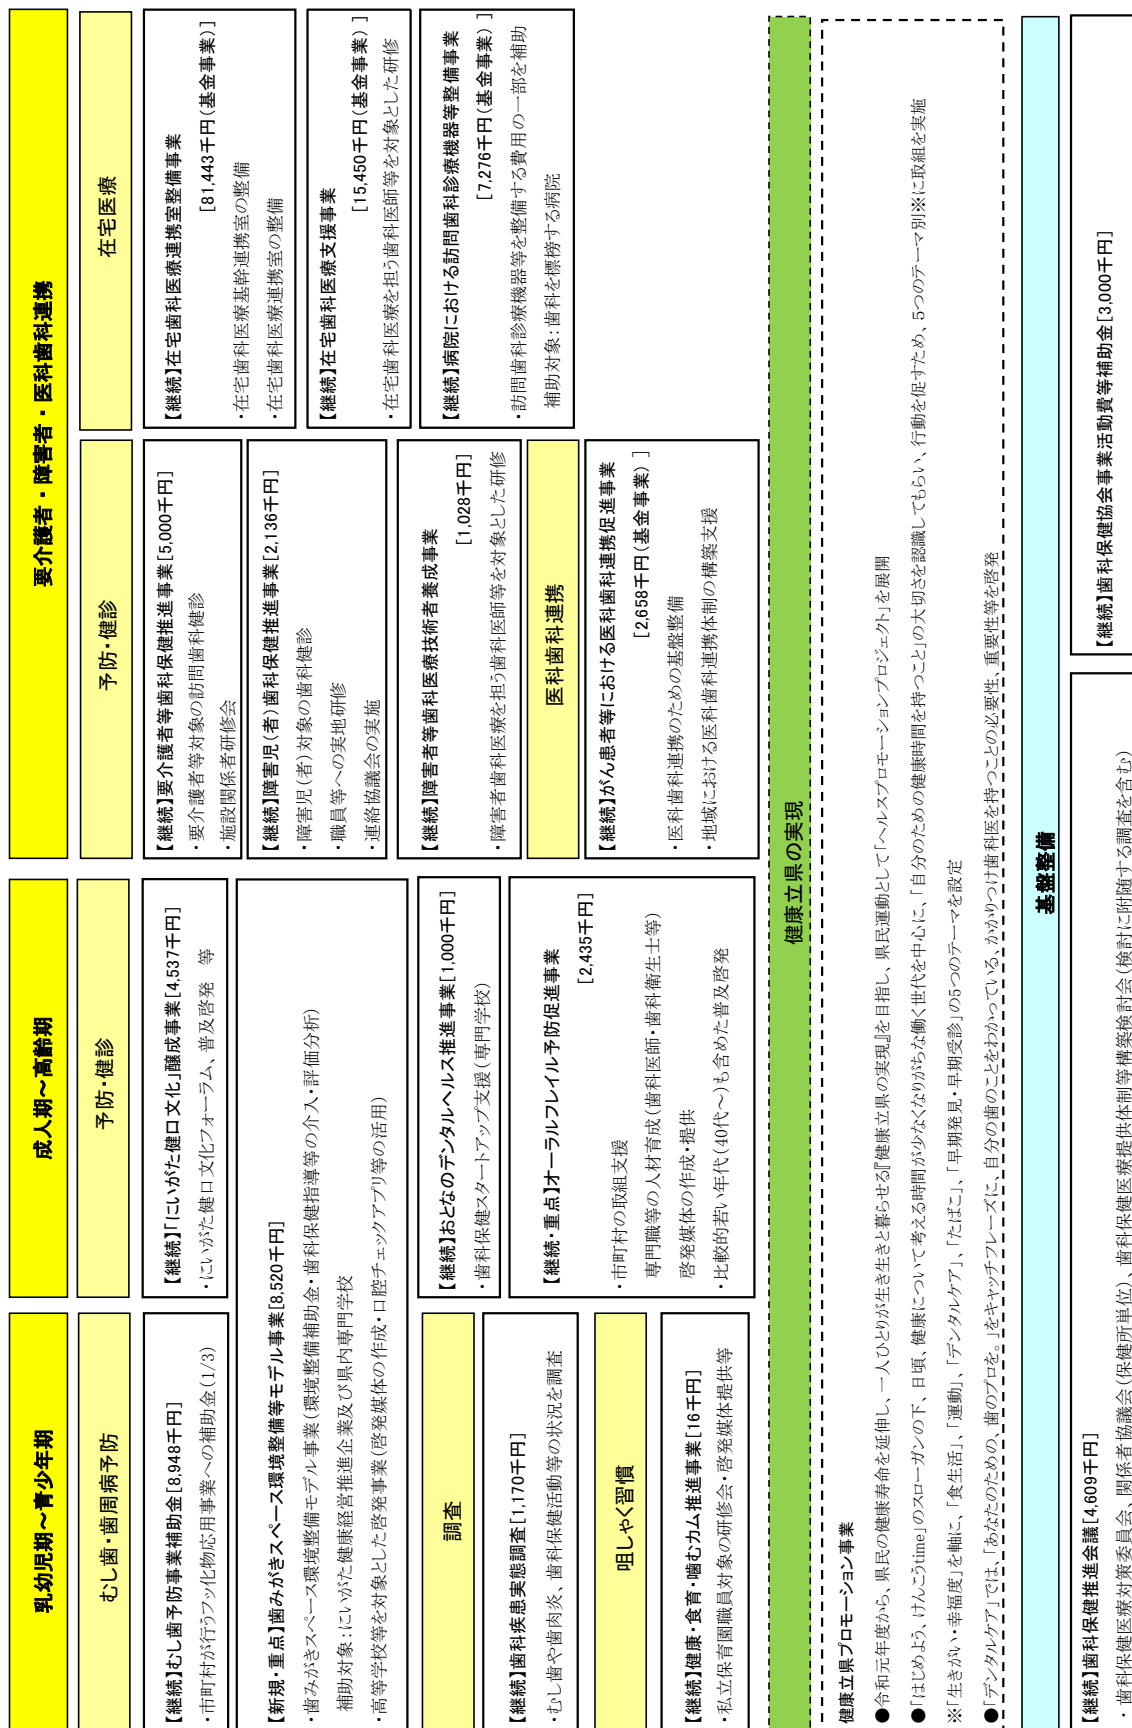 乳幼児期～青少年期
むし歯・歯周病予防
【継続】むし歯予防事業補助金[8,948千円]
・市町村が行うフッ化物応用事業への補助金(1/3)
【新規・重点】歯みがきスペース環境整備等モデル事業[8,520千円]
・歯みがきスペース環境整備モデル事業(環境整備補助金・歯科保健指導等の介入・評価分析)
補助対象：にいがた健康経営推進企業及び県内専門学校
・高等学校等を対象とした啓発事業(啓発媒体の作成・口腔チェックアプリ等の活用)
調査
【継続】歯科疾患実態調査[1,170千円]
・むし歯や歯肉炎、歯科保健活動等の状況を調査
咀しゃく習慣
【継続】健康・食育・噛むカム推進事業[16千円]
・私立保育園職員対象の研修会・啓発媒体提供等
成人期～高齢期
予防・健診
【継続】「にいがた健口文化」醸成事業[4,537千円]
・にいがた健口文化フォーラム、普及啓発　等
【継続】おとなのデンタルヘルス推進事業[1,000千円]
・歯科保健スタートアップ支援(専門学校)
【継続・重点】オーラルフレイル予防促進事業
[2,435千円]
・市町村の取組支援
専門職等の人材育成(歯科医師・歯科衛生士等)
啓発媒体の作成・提供
・比較的若い年代(40代～)も含めた普及啓発
要介護者・障害者・医科歯科連携
予防・健診
【継続】要介護者等歯科保健推進事業[5,000千円]
・要介護者等対象の訪問歯科健診
・施設関係者研修会
【継続】障害児(者)歯科保健推進事業[2,136千円]
・障害児(者)対象の歯科健診
・職員等への実地研修
・連絡協議会の実施
【継続】障害者等歯科医療技術者養成事業
[1,028千円]
・障害者歯科医療を担う歯科医師等を対象とした研修
医科歯科連携
【継続】がん患者等における医科歯科連携促進事業
[2,658千円(基金事業)]
・医科歯科連携のための基盤整備
・地域における医科歯科連携体制の構築支援
在宅医療
【継続】在宅歯科医療連携室整備事業
[81,443千円(基金事業)]
・在宅歯科医療基幹連携室の整備
・在宅歯科医療連携室の整備
【継続】在宅歯科医療支援事業
[15,450千円(基金事業)]
・在宅歯科医療を担う歯科医師等を対象とした研修
【継続】病院における訪問歯科診療機器等整備事業
[7,276千円(基金事業)]
・訪問歯科診療機器等を整備する費用の一部を補助
補助対象：歯科を標榜する病院
健康立県の実現
健康立県プロモーション事業
●令和元年度から、県民の健康寿命を延伸し、一人ひとりが生き生きと暮らせる『健康立県の実現』を目指し、県民運動として「ヘルスプロモーションプロジェクト」を展開
●「はじめよう、けんこうtime」のスローガンの下、日頃、健康について考える時間が少なくなりがちな働く世代を中心に、「自分のための健康時間を持つこと」の大切さを認識してもらい、行動を促すため、5つのテーマ別※に取組を実施
※「生きがい・幸福度」を軸に、「食生活」、「運動」、「デンタルケア」、「たばこ」、「早期発見・早期受診」の5つのテーマを設定
●「デンタルケア」では、「あなたのための、歯のプロを。」をキャッチフレーズに、自分の歯のことをわかっている、かかりつけ歯科医を持つことの必要性、重要性等を啓発
基盤整備
【継続】歯科保健推進会議[4,609千円]
・歯科保健医療対策委員会、関係者協議会(保健所単位)、歯科保健医療提供体制等構築検討会(検討に附随する調査を含む)
【継続】歯科保健協会事業活動費等補助金[3,000千円]